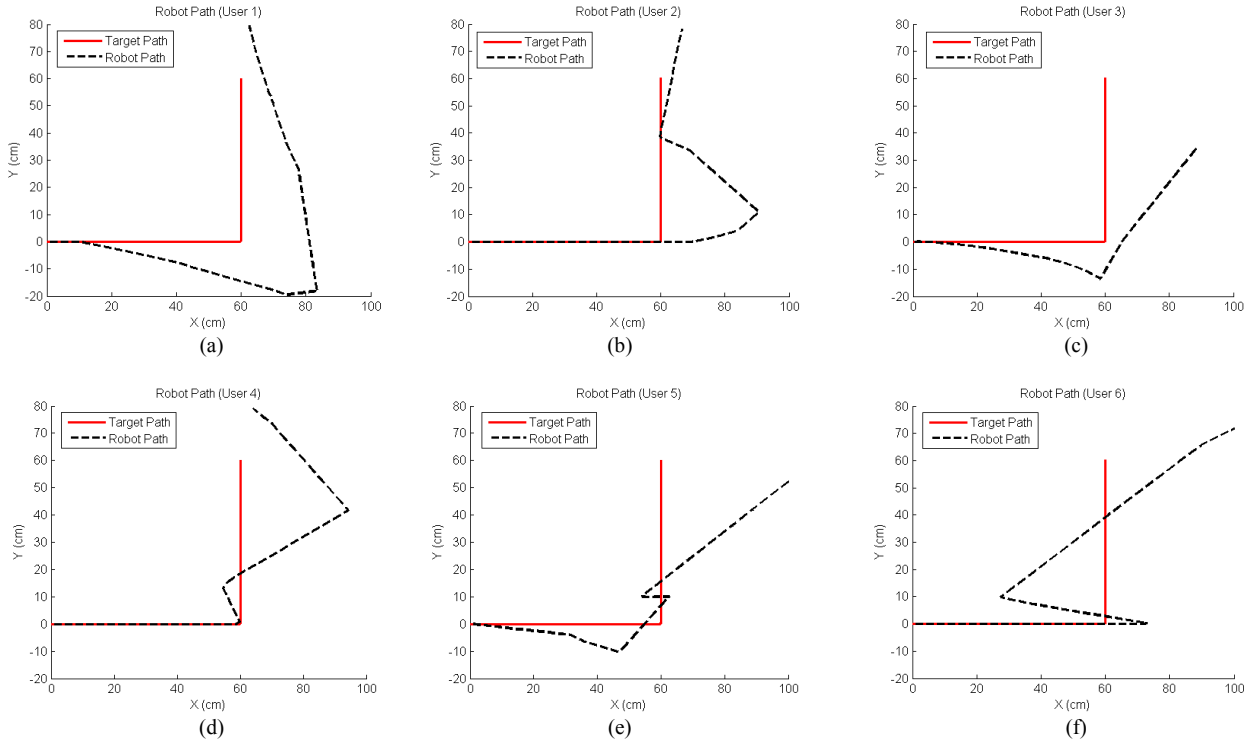 Robot Path (User 1)
Target Path
Robot Path
Y (cm)
80
70
60
50
40
30
20
10
0
-10
-20
0 20 40 60 80 100
X (cm)
(a)
Robot Path (User 2)
Target Path
Robot Path
Y (cm)
80
70
60
50
40
30
20
10
0
-10
-20
0 20 40 60 80 100
X (cm)
(b)
Robot Path (User 3)
Target Path
Robot Path
Y (cm)
80
70
60
50
40
30
20
10
0
-10
-20
0 20 40 60 80 100
X (cm)
(c)
Robot Path (User 4)
Target Path
Robot Path
Y (cm)
80
70
60
50
40
30
20
10
0
-10
-20
0 20 40 60 80 100
X (cm)
(d)
Robot Path (User 5)
Target Path
Robot Path
Y (cm)
80
70
60
50
40
30
20
10
0
-10
-20
0 20 40 60 80 100
X (cm)
(e)
Robot Path (User 6)
Target Path
Robot Path
Y (cm)
80
70
60
50
40
30
20
10
0
-10
-20
0 20 40 60 80 100
X (cm)
(f)